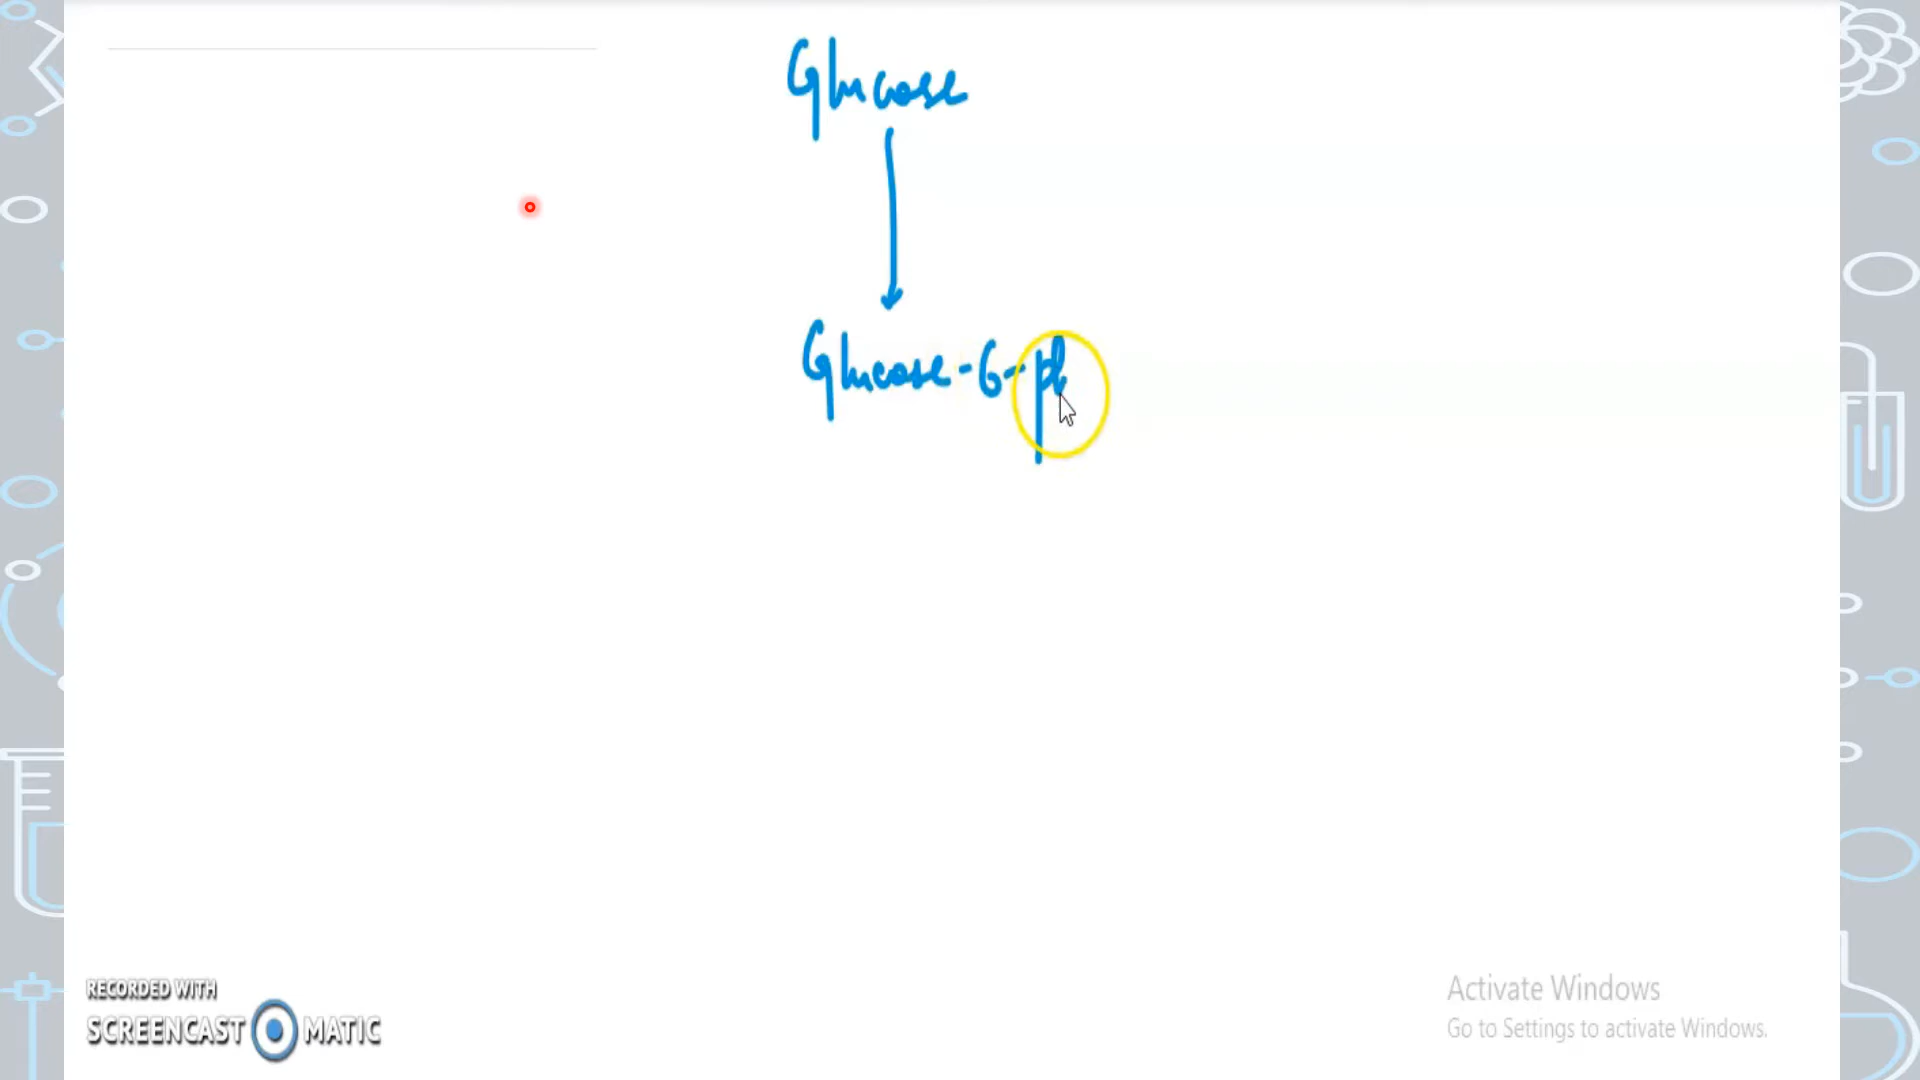 Glucose
Glucose-6-ph
RECORDED WITH
SCREENCAST MATIC
Activate Windows
Go to Settings to activate Windows.